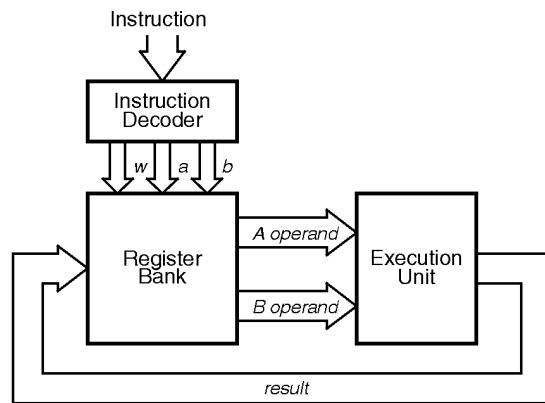 Instruction
Instruction
Decoder
w
a
b
A operand
Register
Bank
Execution
Unit
B operand
result